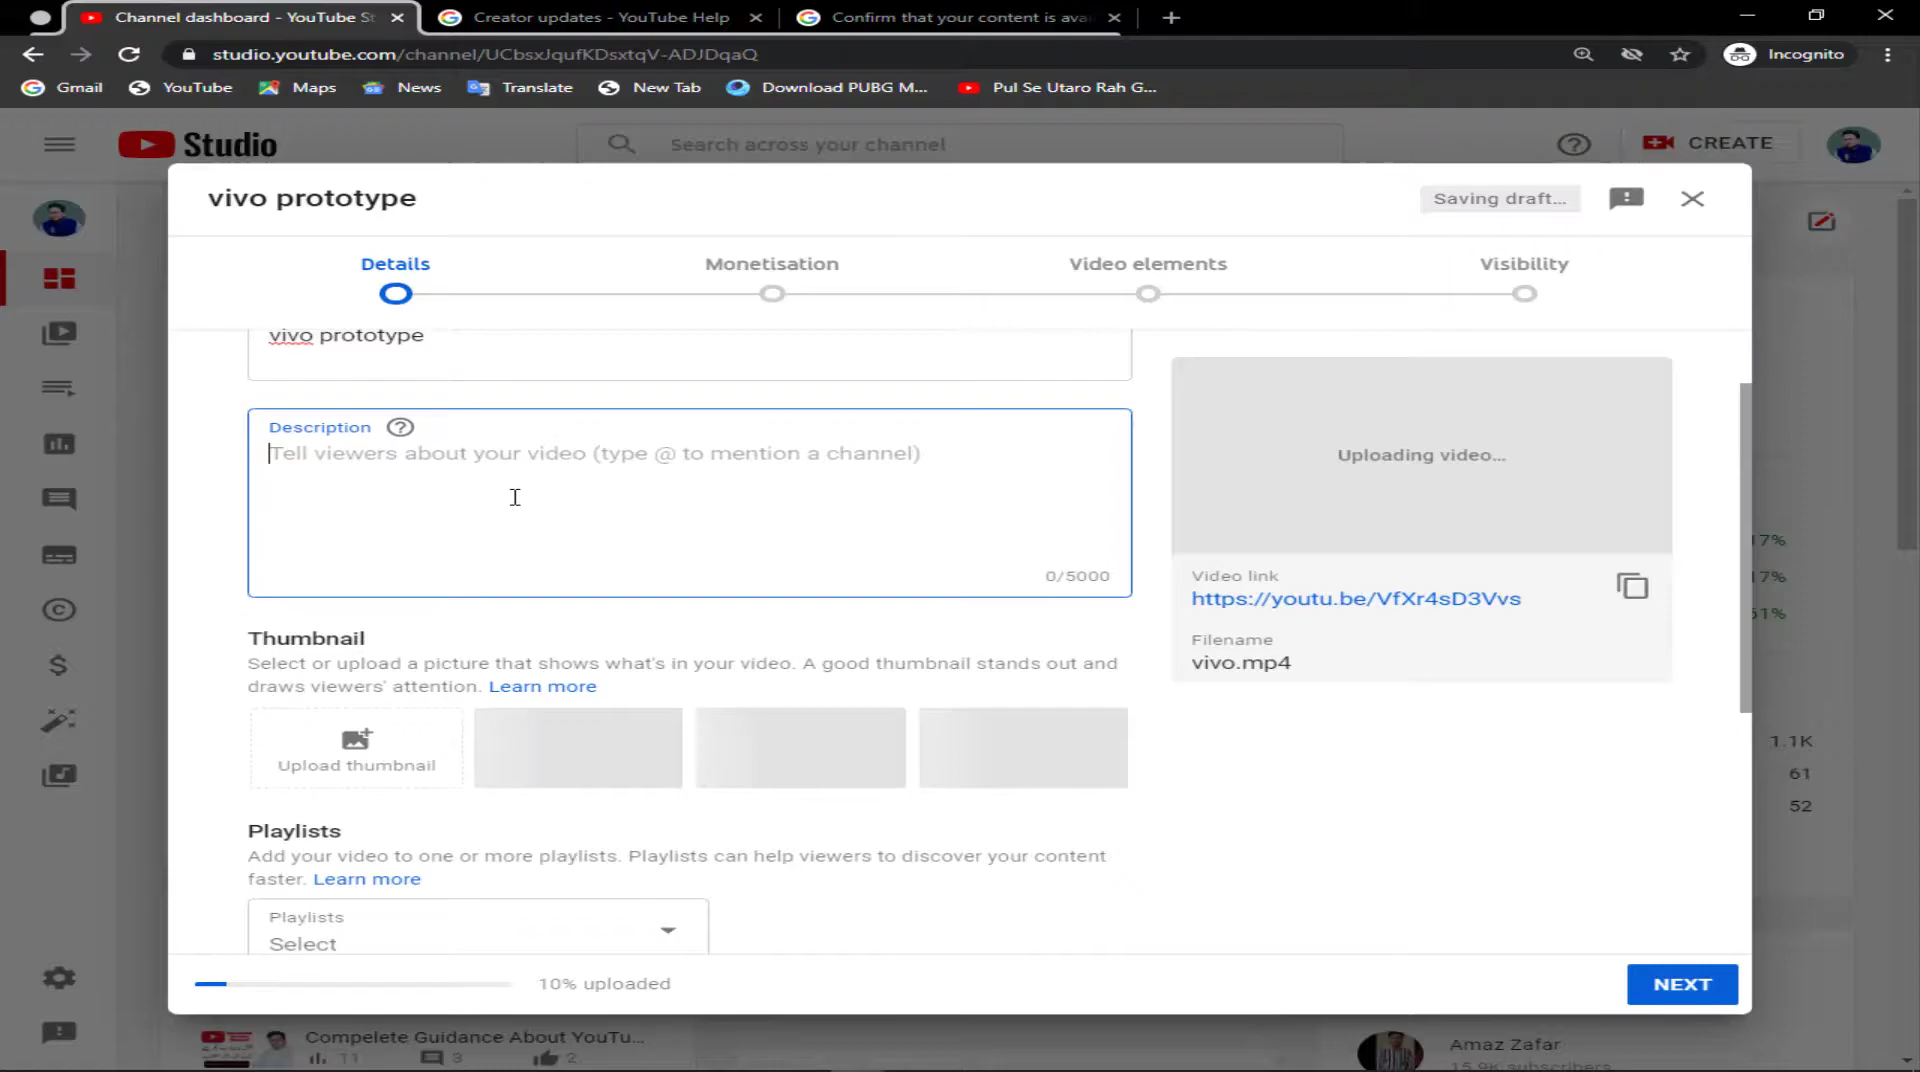 Channel dashboard - YouTube St
Creator updates - YouTube Help
Confirm that your content is ava
studio.youtube.com/channel/UCbsxJqufKDsxtqV-ADJDqaQ
Incognito
Gmail
YouTube
Maps
News
Translate
New Tab
Download PUBG M...
Pul Se Utaro Rah G...
Studio
Search across your channel
CREATE
vivo prototype
Saving draft...
Details
Monetisation
Video elements
Visibility
vivo prototype
Description
Tell viewers about your video (type @ to mention a channel)
0/5000
Uploading video...
Video link
https://youtu.be/VfXr4sD3Vvs
Filename
vivo.mp4
Thumbnail
Select or upload a picture that shows what's in your video. A good thumbnail stands out and
draws viewers' attention. Learn more
Upload thumbnail
Playlists
Add your video to one or more playlists. Playlists can help viewers to discover your content
faster. Learn more
Playlists
Select
17%
17%
51%
1.1K
61
52
10% uploaded
NEXT
Compelete Guidance About YouTu...
11
3
2
Amaz Zafar
15.9K subscribers